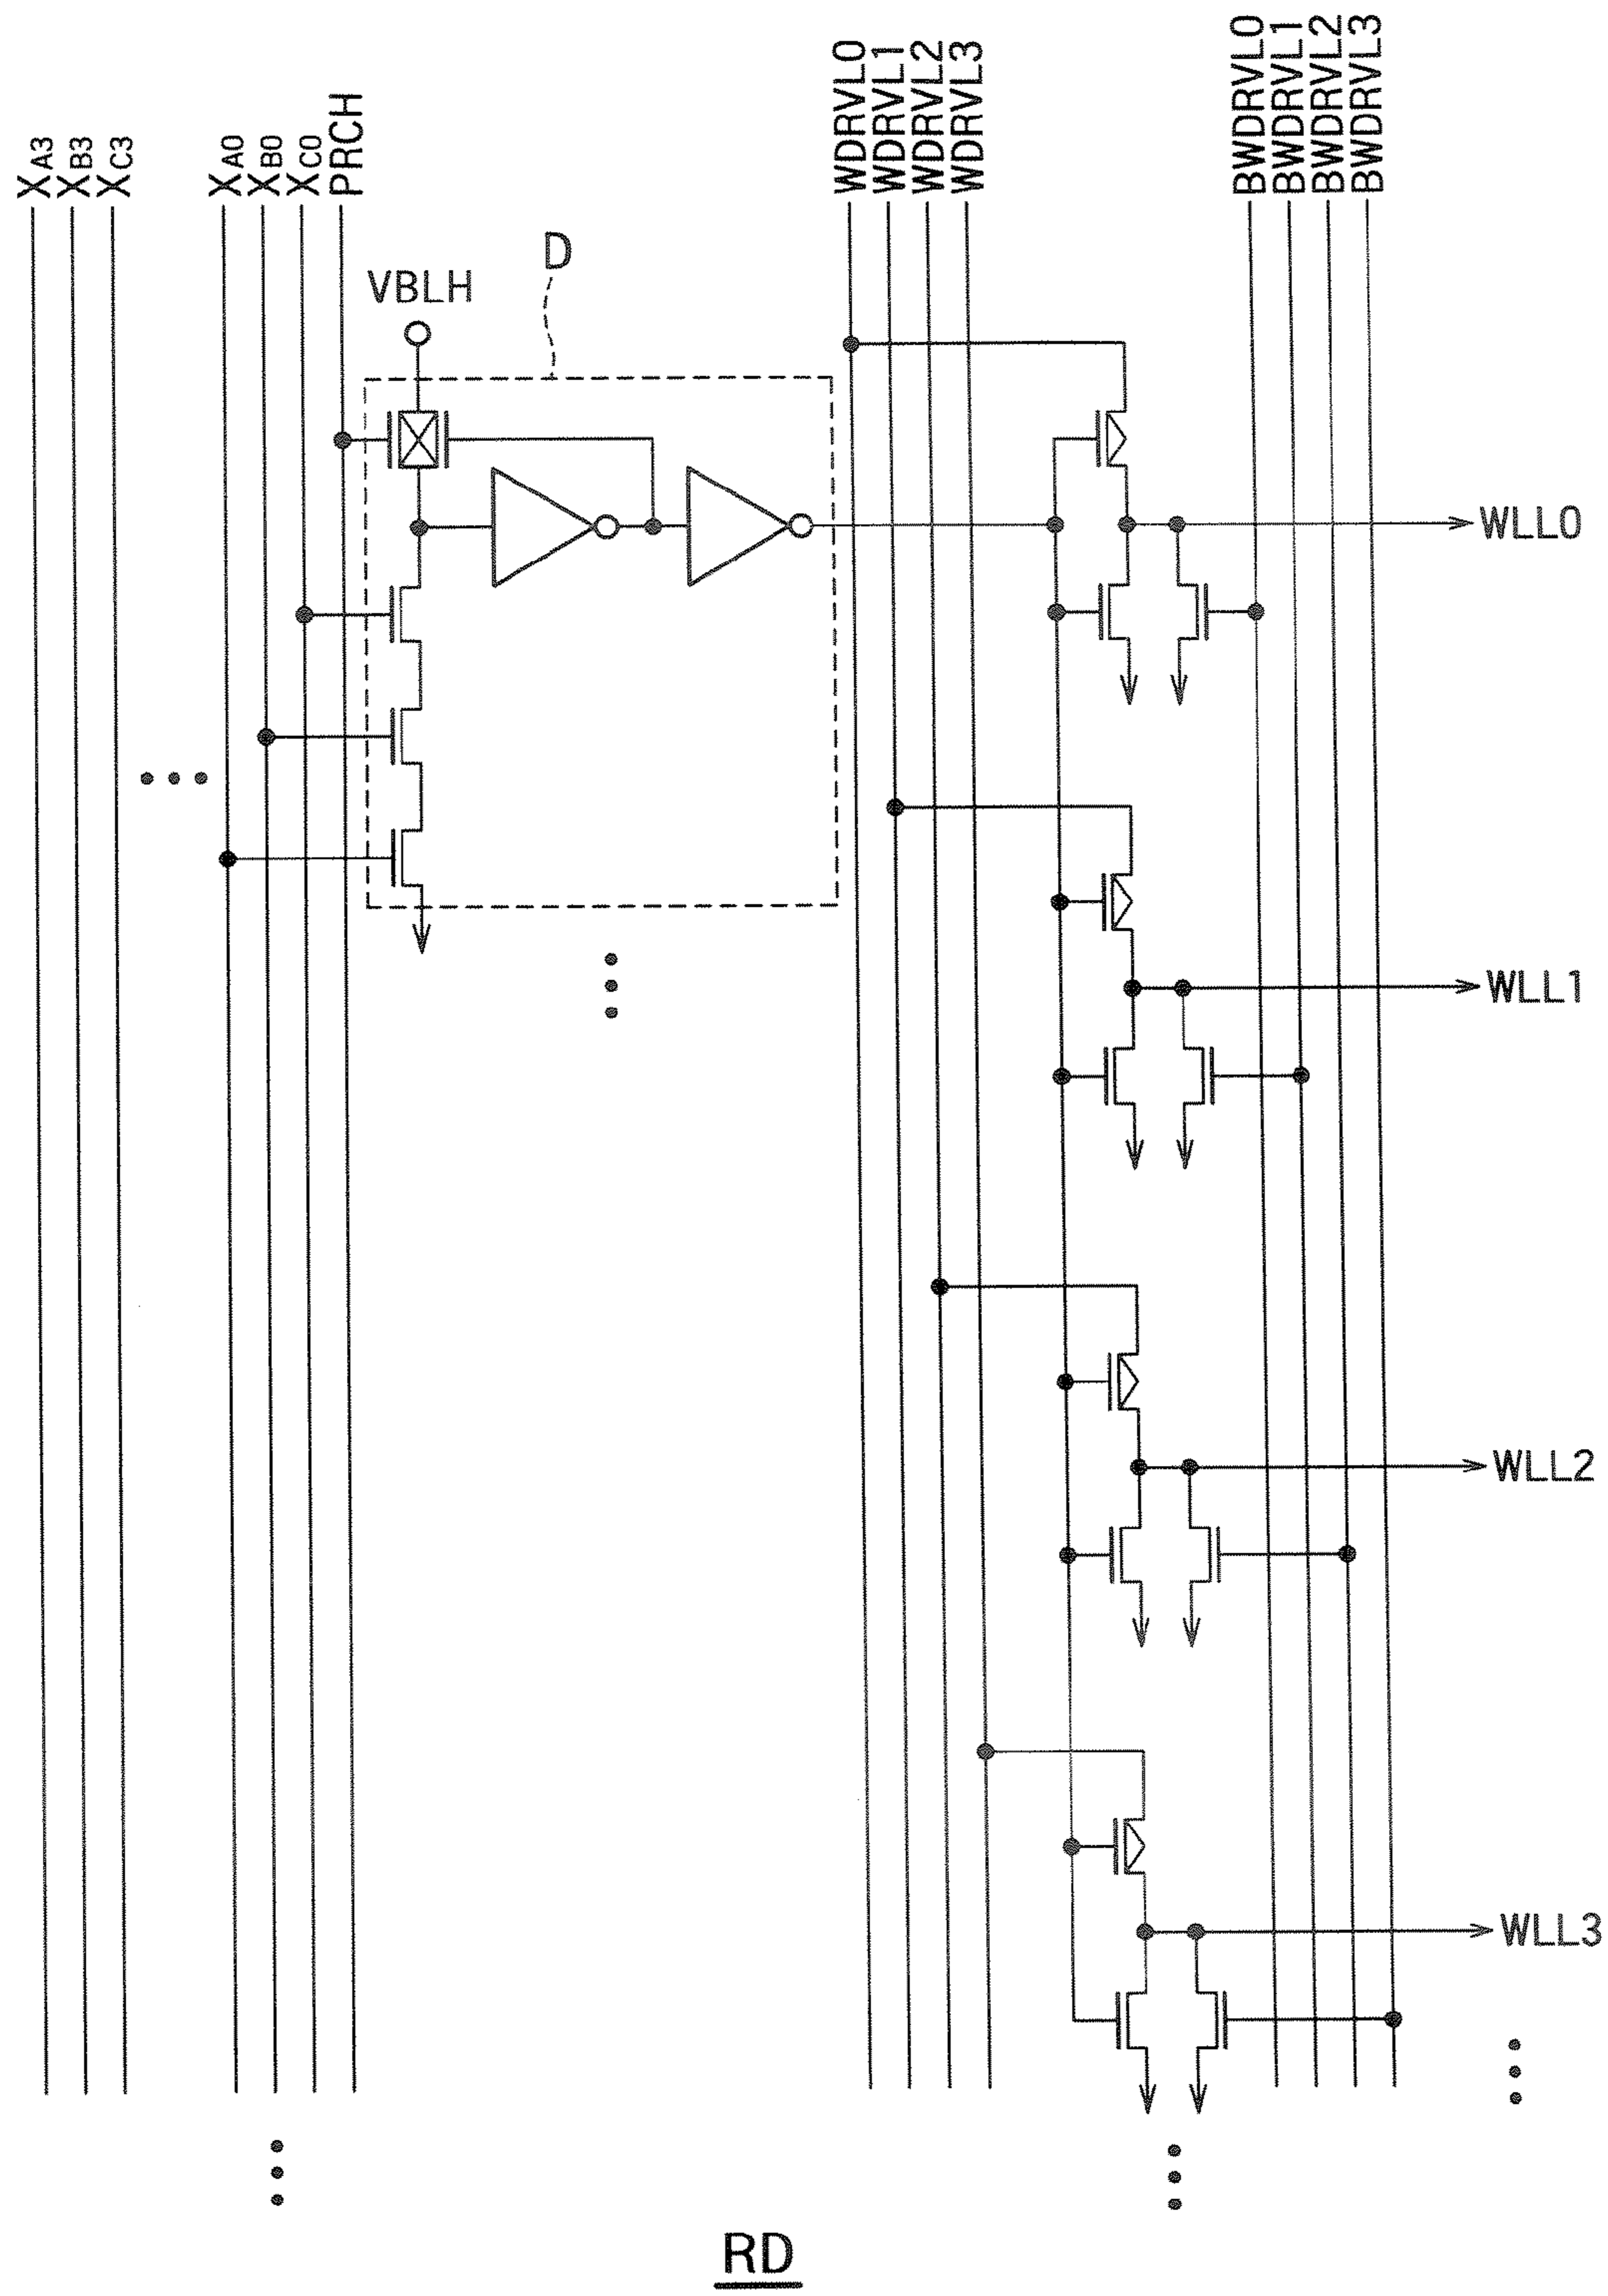 XA3
XB3
XC3
XA0
XB0
XC0
PRCH
WDRVL0
WDRVL1
WDRVL2
WDRVL3
BWDRVL0
BWDRVL1
BWDRVL2
BWDRVL3
D
VBLH
WLL0
WLL1
WLL2
WLL3
RD